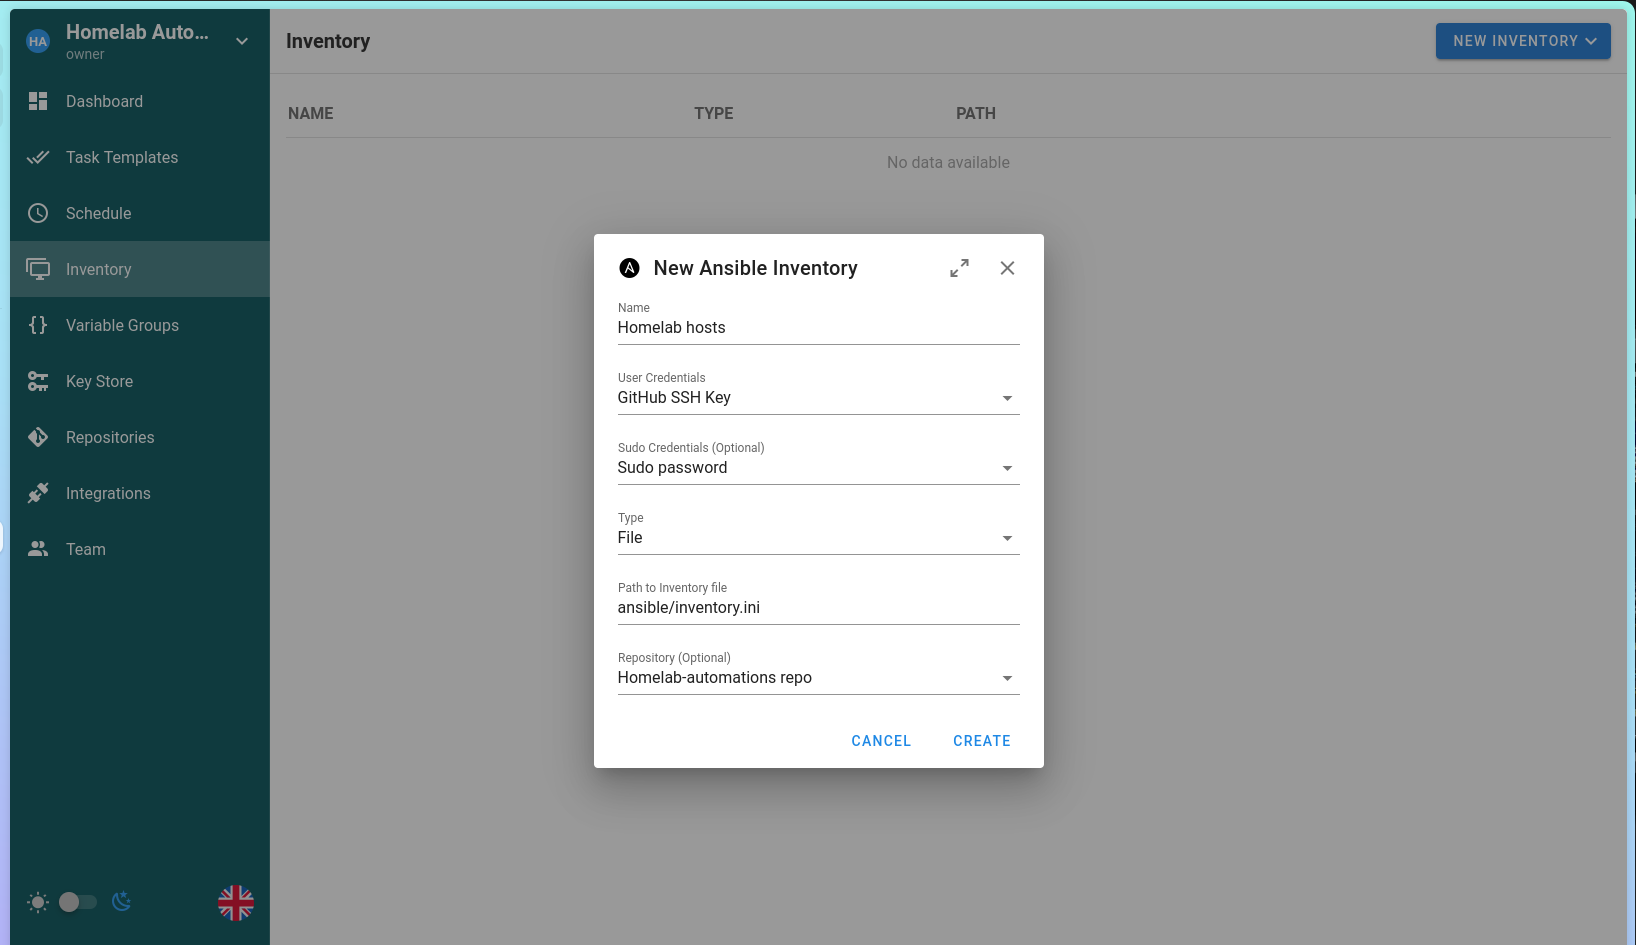 HA
Homelab Auto...
owner
Dashboard
Task Templates
Schedule
Inventory
Variable Groups
Key Store
Repositories
Integrations
Team
Inventory
NEW INVENTORY
NAME TYPE PATH
No data available
A New Ansible Inventory
Name
Homelab hosts
User Credentials
GitHub SSH Key
Sudo Credentials (Optional)
Sudo password
Type
File
Path to Inventory file
ansible/inventory.ini
Repository (Optional)
Homelab-automations repo
CANCEL CREATE